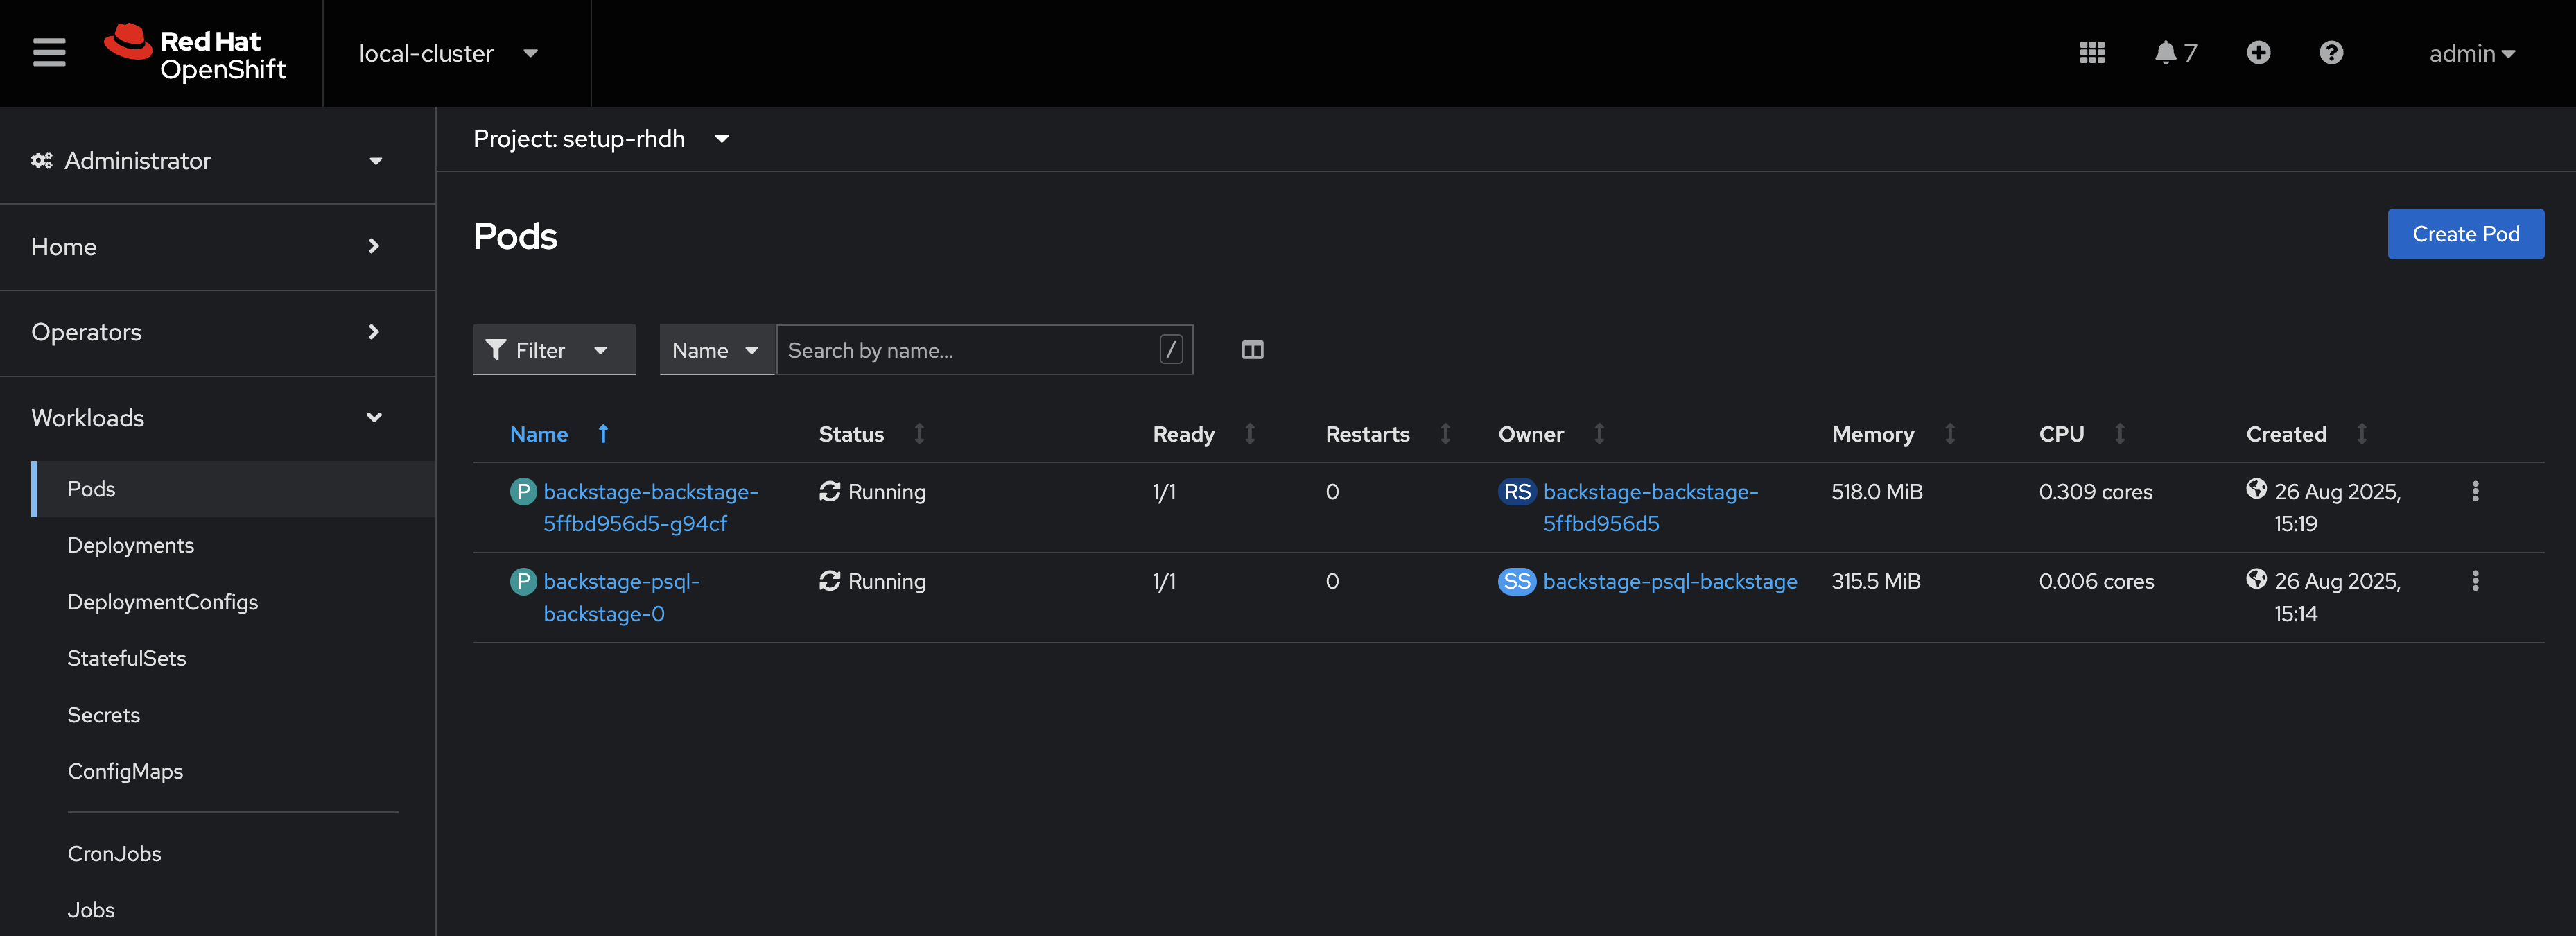 Red Hat
OpenShift
local-cluster
7
admin
Administrator
Project: setup-rhdh
Home
Pods
Create Pod
Operators
Filter
Name
Search by name...
/
Workloads
Name
Status
Ready
Restarts
Owner
Memory
CPU
Created
Pods
P
backstage-backstage-
5ffbd956d5-g94cf
Running
1/1
0
RS
backstage-backstage-
5ffbd956d5
518.0 MiB
0.309 cores
26 Aug 2025,
15:19
P
backstage-psql-
backstage-0
Running
1/1
0
SS
backstage-psql-backstage
315.5 MiB
0.006 cores
26 Aug 2025,
15:14
Deployments
DeploymentConfigs
StatefulSets
Secrets
ConfigMaps
CronJobs
Jobs